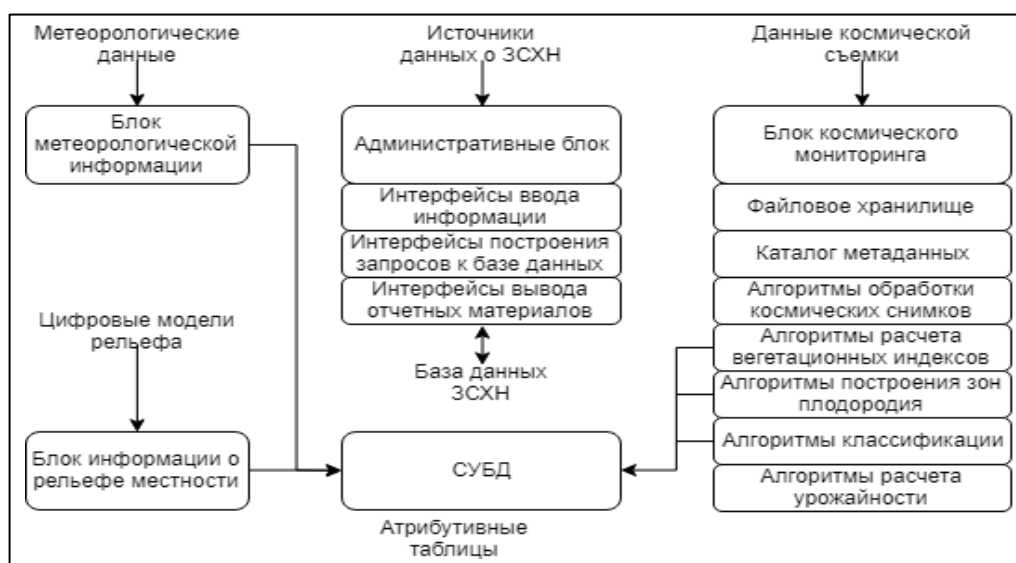 Метеорологические
данные
Блок
метеорологической
информации
Цифровые модели
рельефа
Блок информации о
рельефе местности
Источники
данных о ЗСХН
Административные блок
Интерфейсы ввода
информации
Интерфейсы построения
запросов к базе данных
Интерфейсы вывода
отчетных материалов
База данных
ЗСХН
СУБД
Атрибутивные
таблицы
Данные космической
съемки
Блок космического
мониторинга
Файловое хранилище
Каталог метаданных
Алгоритмы обработки
космических снимков
Алгоритмы расчета
вегетационных индексов
Алгоритмы построения зон
плодородия
Алгоритмы классификации
Алгоритмы расчета
урожайности